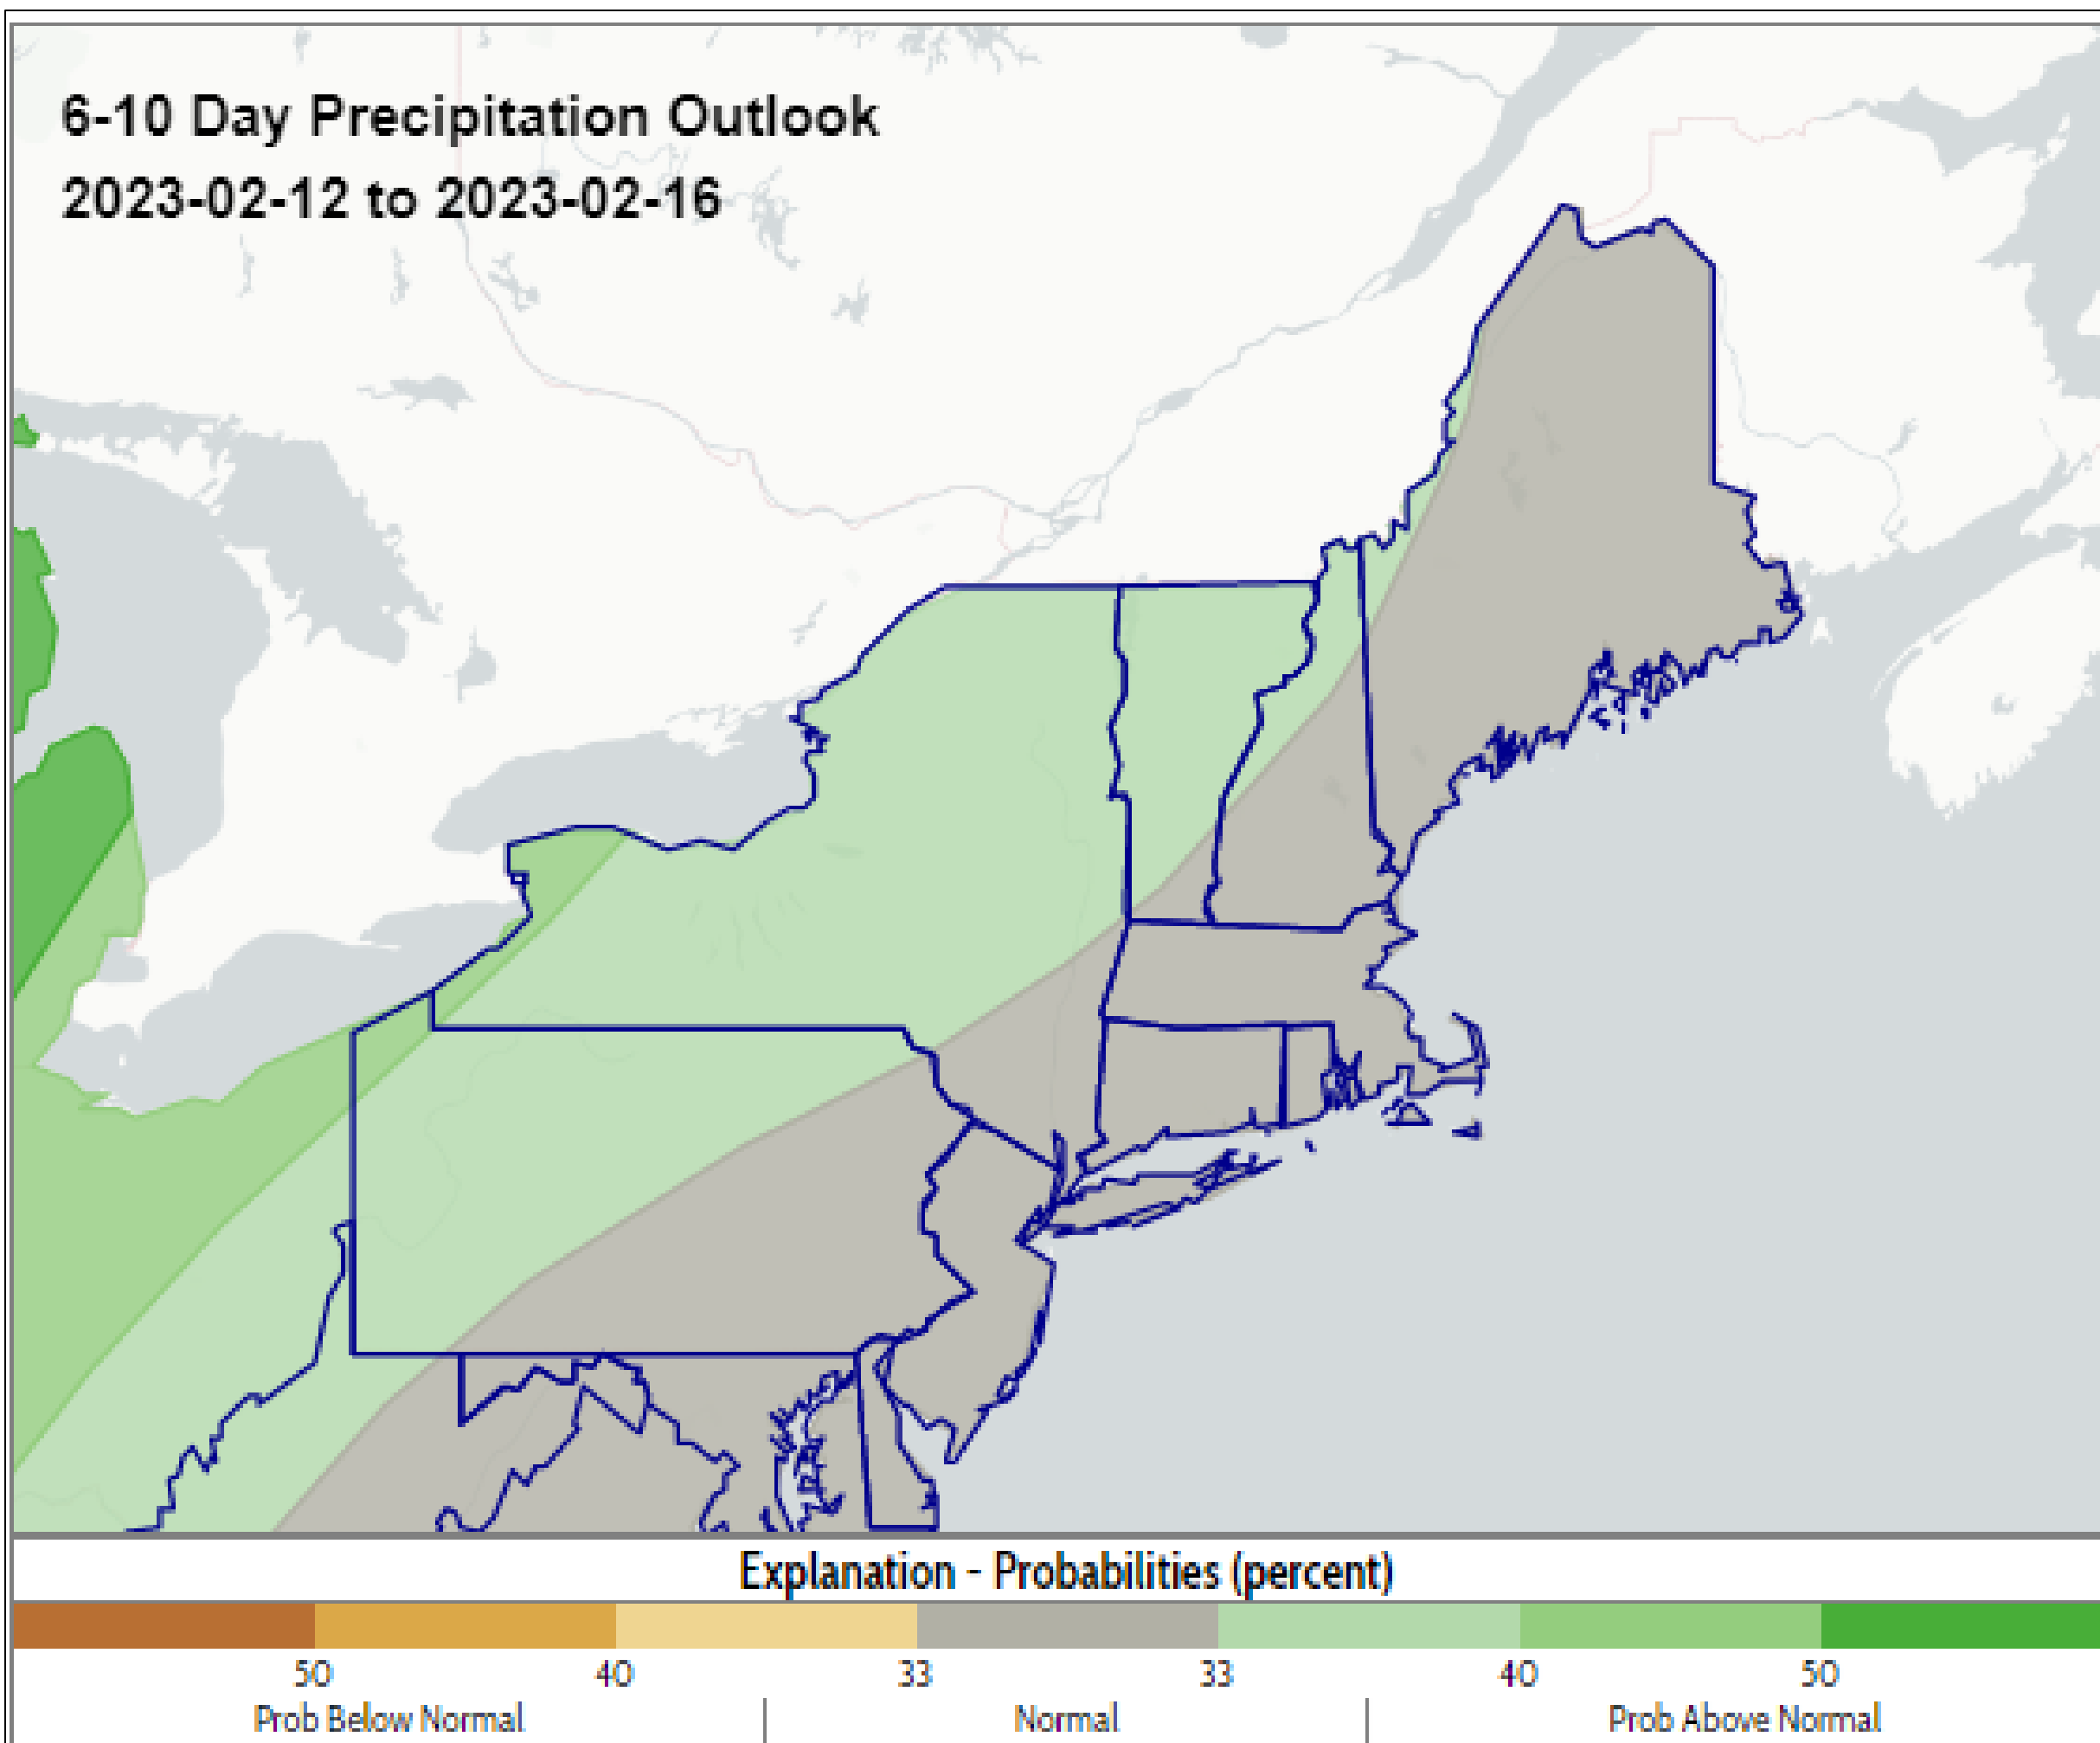 6-10 Day Precipitation Outlook
2023-02-12 to 2023-02-16
Explanation - Probabilities (percent)
50 40 33 33 40 50
Prob Below Normal | Normal | Prob Above Normal